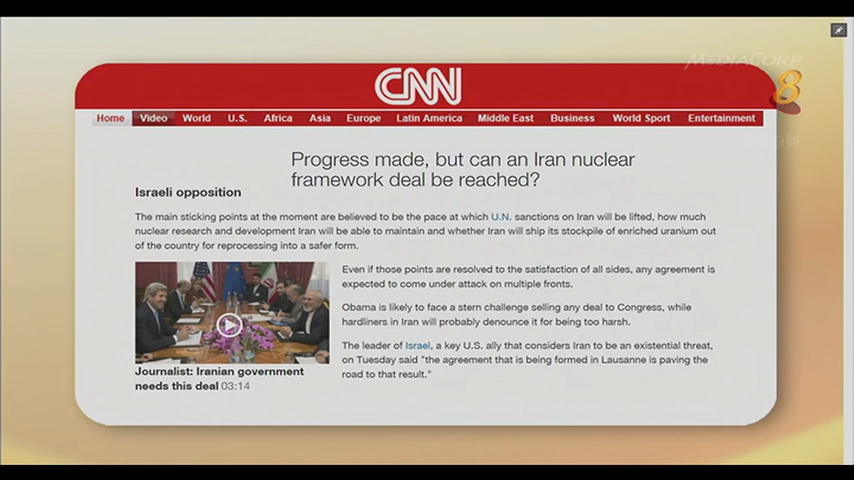 MEDIACORP
8
CNN
Home Video World U.S. Africa Asia Europe Latin America Middle East Business World Sport Entertainment
Progress made, but can an Iran nuclear
framework deal be reached?
Israeli opposition
The main sticking points at the moment are believed to be the pace at which U.N. sanctions on Iran will be lifted, how much
nuclear research and development Iran will be able to maintain and whether Iran will ship its stockpile of enriched uranium out
of the country for reprocessing into a safer form.
Even if those points are resolved to the satisfaction of all sides, any agreement is
expected to come under attack on multiple fronts.
Obama is likely to face a stern challenge selling any deal to Congress, while
hardliners in Iran will probably denounce it for being too harsh.
The leader of Israel, a key U.S. ally that considers Iran to be an existential threat,
on Tuesday said "the agreement that is being formed in Lausanne is paving the
road to that result."
Journalist: Iranian government
needs this deal 03:14